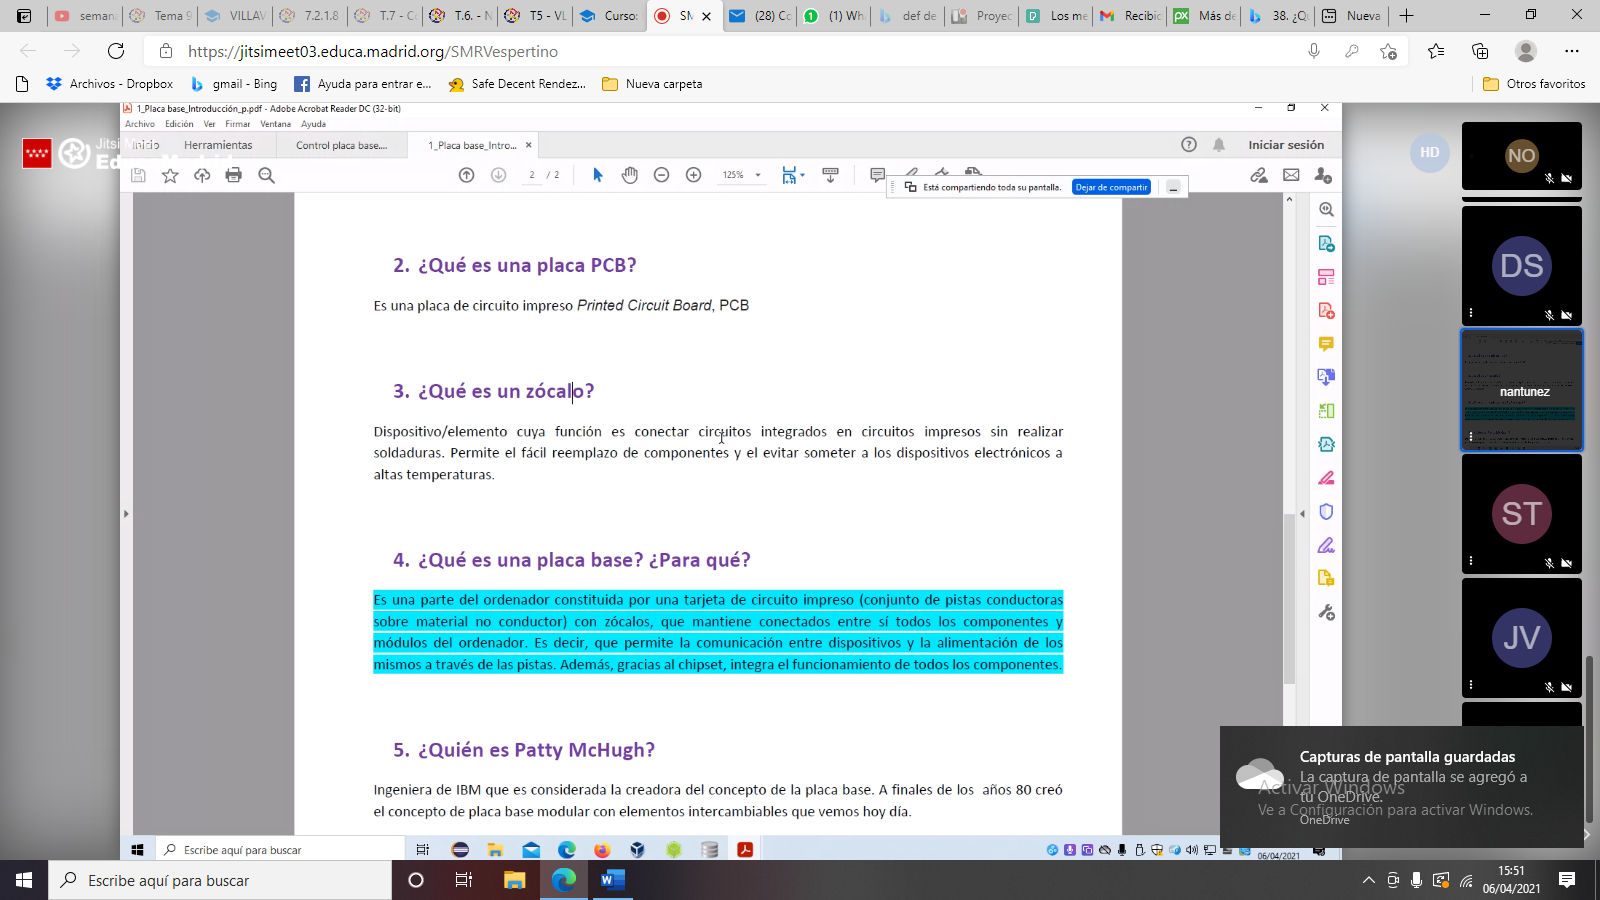 semana
Tema 9
VILLAV
7.2.1.8
T.7 - Co
T.6. - N
T5 - VL
Curso:
SM
(28) Co
(1) Wha
def de
Proyec
Los me
Recibic
Más de
38. ¿Qu
Nueva
https://jitsimeet03.educa.madrid.org/SMRVespertino
Archivos - Dropbox
gmail - Bing
Ayuda para entrar e...
Safe Decent Rendez...
Nueva carpeta
Otros favoritos
1_Placa base_Introducción_p.pdf - Adobe Acrobat Reader DC (32-bit)
Archivo Edición Ver Firmar Ventana Ayuda
Jitsi Meet
Inicio Herramientas Control placa base.... 1_Placa base_Intro... Iniciar sesión
2 / 2 125%
Está compartiendo toda su pantalla. Dejar de compartir
2. ¿Qué es una placa PCB?
Es una placa de circuito impreso Printed Circuit Board, PCB
3. ¿Qué es un zócalo?
Dispositivo/elemento cuya función es conectar circuitos integrados en circuitos impresos sin realizar
soldaduras. Permite el fácil reemplazo de componentes y el evitar someter a los dispositivos electrónicos a
altas temperaturas.
4. ¿Qué es una placa base? ¿Para qué?
Es una parte del ordenador constituida por una tarjeta de circuito impreso (conjunto de pistas conductoras
sobre material no conductor) con zócalos, que mantiene conectados entre sí todos los componentes y
módulos del ordenador. Es decir, que permite la comunicación entre dispositivos y la alimentación de los
mismos a través de las pistas. Además, gracias al chipset, integra el funcionamiento de todos los componentes.
5. ¿Quién es Patty McHugh?
Ingeniera de IBM que es considerada la creadora del concepto de la placa base. A finales de los años 80 creó
el concepto de placa base modular con elementos intercambiables que vemos hoy día.
HD
NO
DS
nantunez
ST
JV
Capturas de pantalla guardadas
La captura de pantalla se agregó a
tu OneDrive.
OneDrive
Activar Windows
Ve a Configuración para activar Windows.
Escribe aquí para buscar
06/04/2021
Escribe aquí para buscar
15:51
06/04/2021